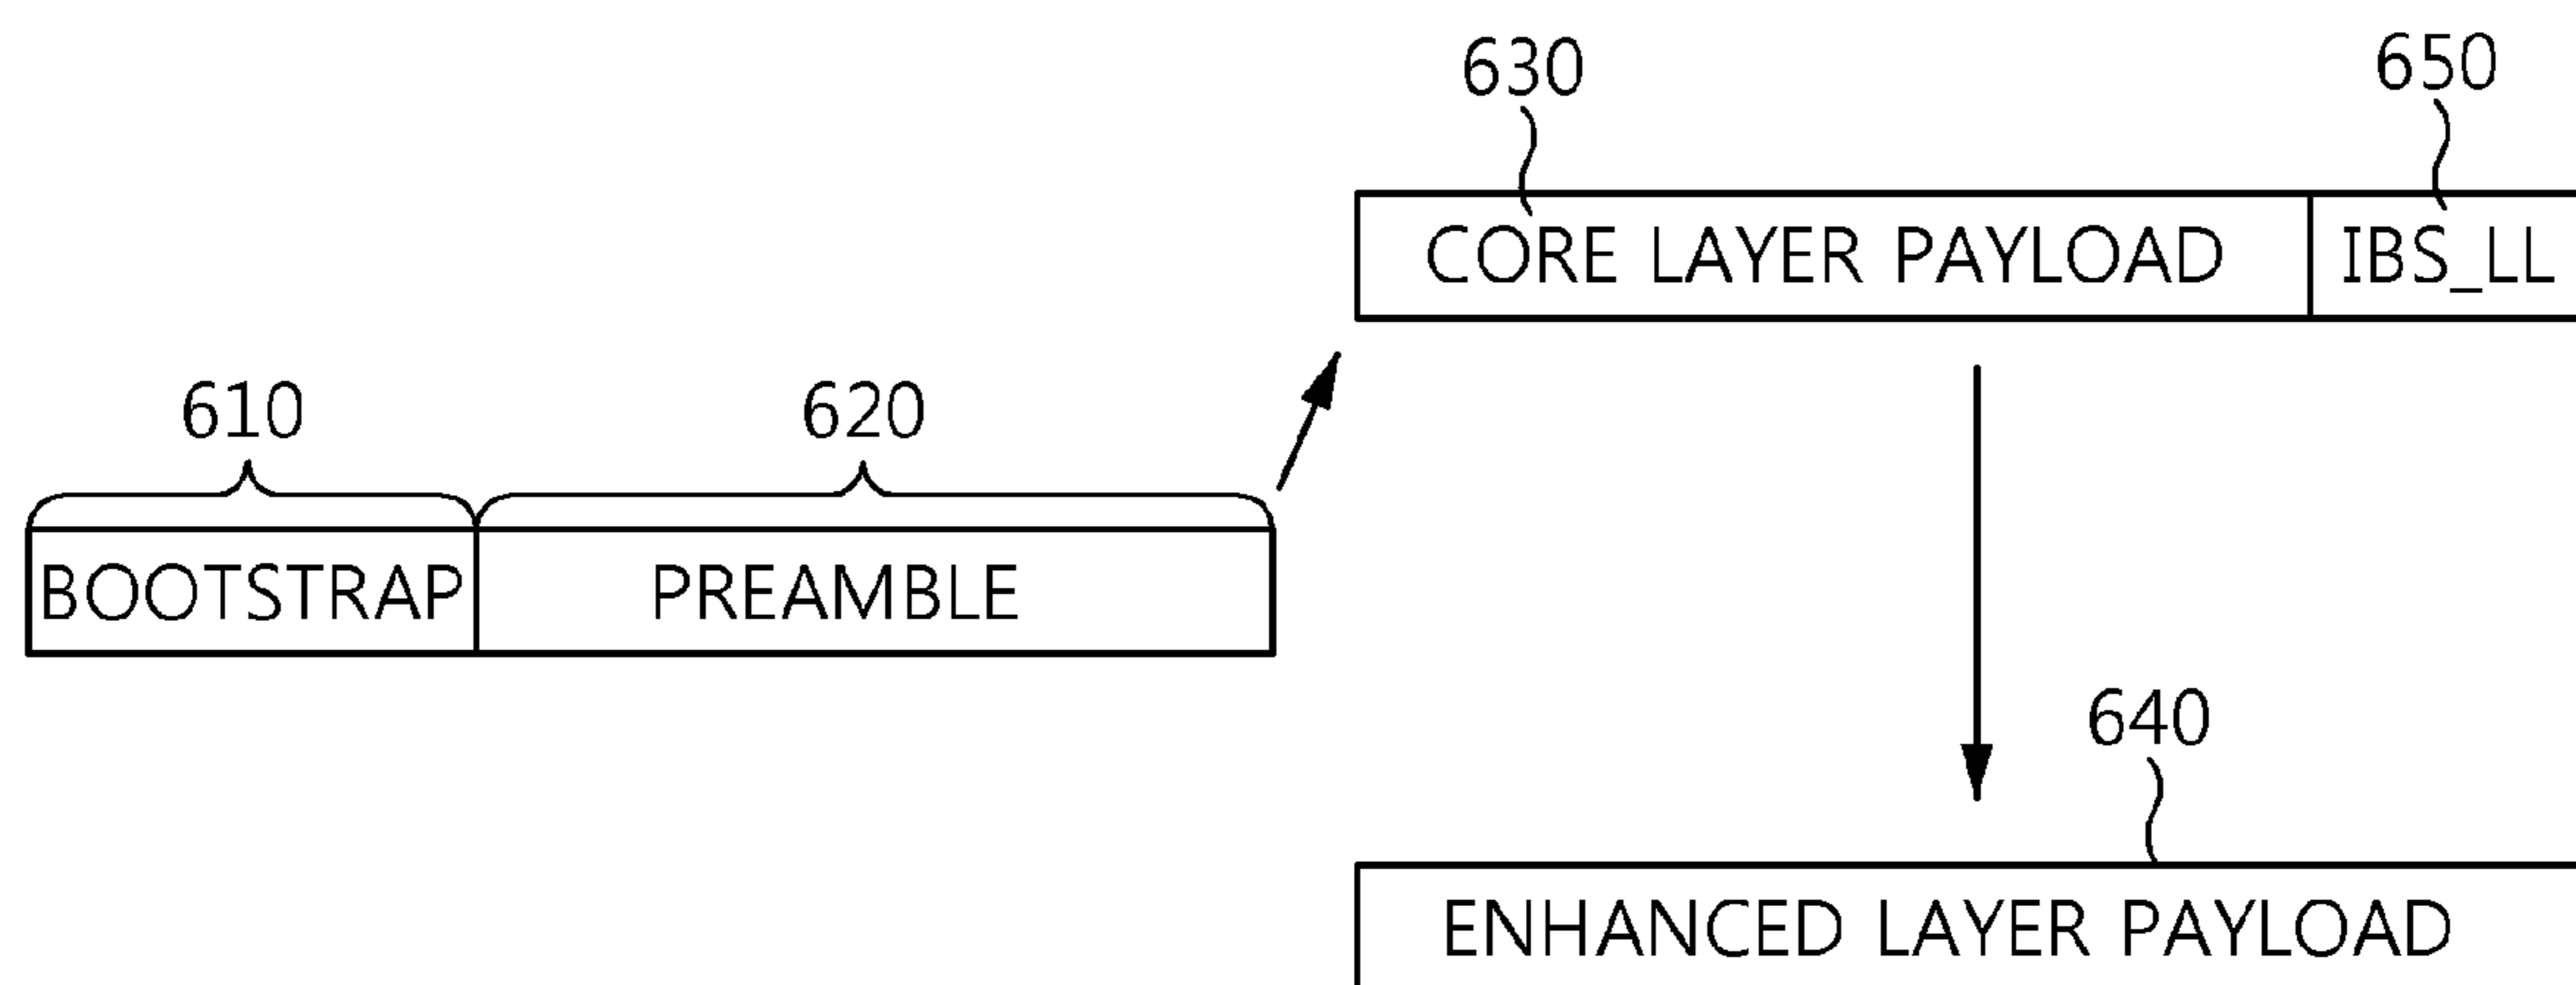 630
650
CORE LAYER PAYLOAD
IBS_LL
610
620
BOOTSTRAP
PREAMBLE
640
ENHANCED LAYER PAYLOAD